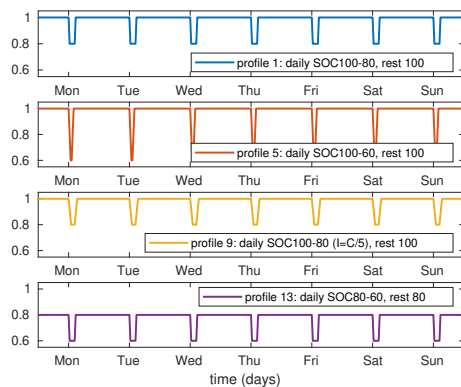 1
0.8
0.6
Mon Tue Wed Thu Fri Sat Sun
profile 1: daily SOC100-80, rest 100
1
0.8
0.6
Mon Tue Wed Thu Fri Sat Sun
profile 5: daily SOC100-60, rest 100
1
0.8
0.6
Mon Tue Wed Thu Fri Sat Sun
profile 9: daily SOC100-80 (I=C/5), rest 100
1
0.8
0.6
Mon Tue Wed Thu Fri Sat Sun
profile 13: daily SOC80-60, rest 80
time (days)